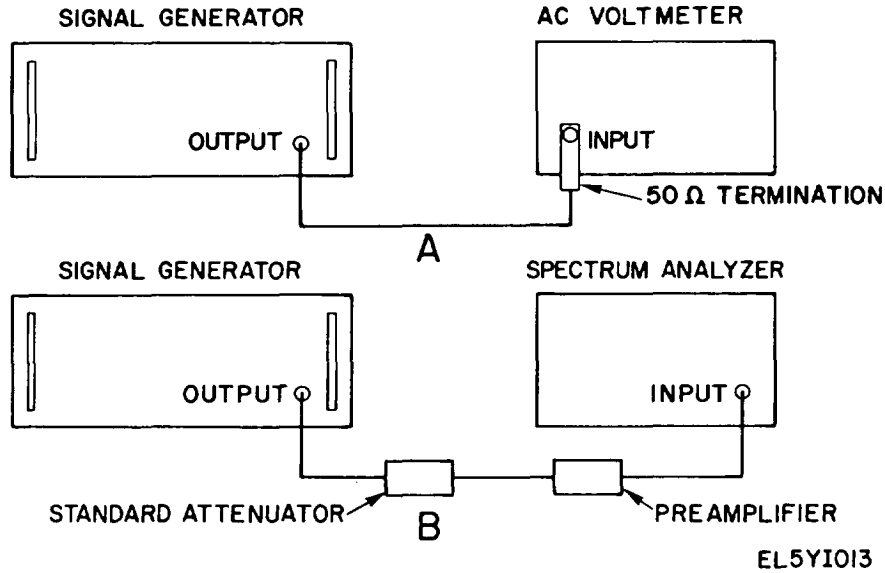 SIGNAL GENERATOR
AC VOLTMETER
OUTPUT
INPUT
50 Ω TERMINATION
A
SIGNAL GENERATOR
SPECTRUM ANALYZER
OUTPUT
INPUT
STANDARD ATTENUATOR
B
PREAMPLIFIER
EL5YI013